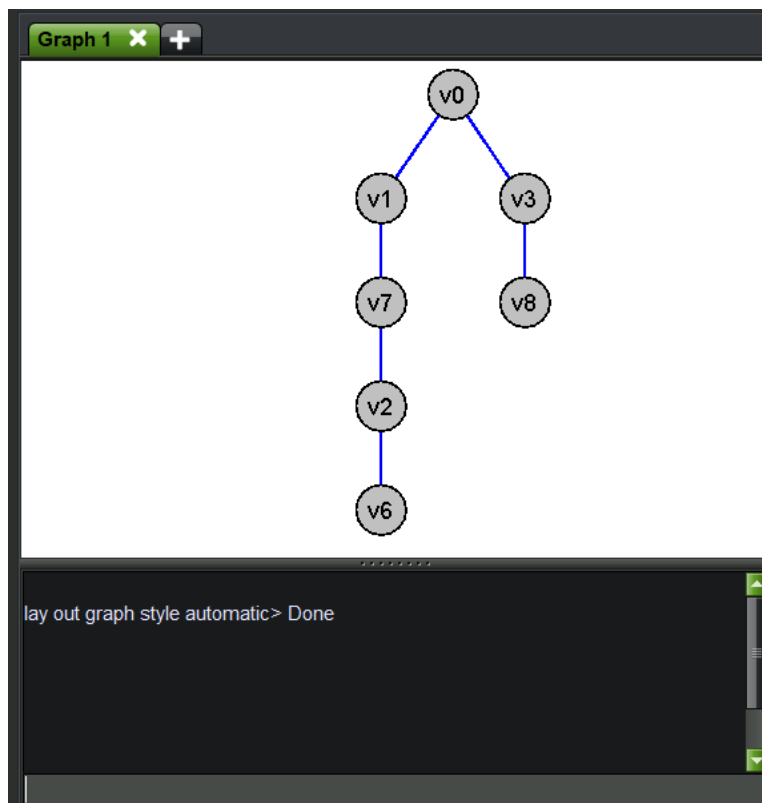 Graph 1
v0
v1 v3
v7 v8
v2
v6
lay out graph style automatic> Done